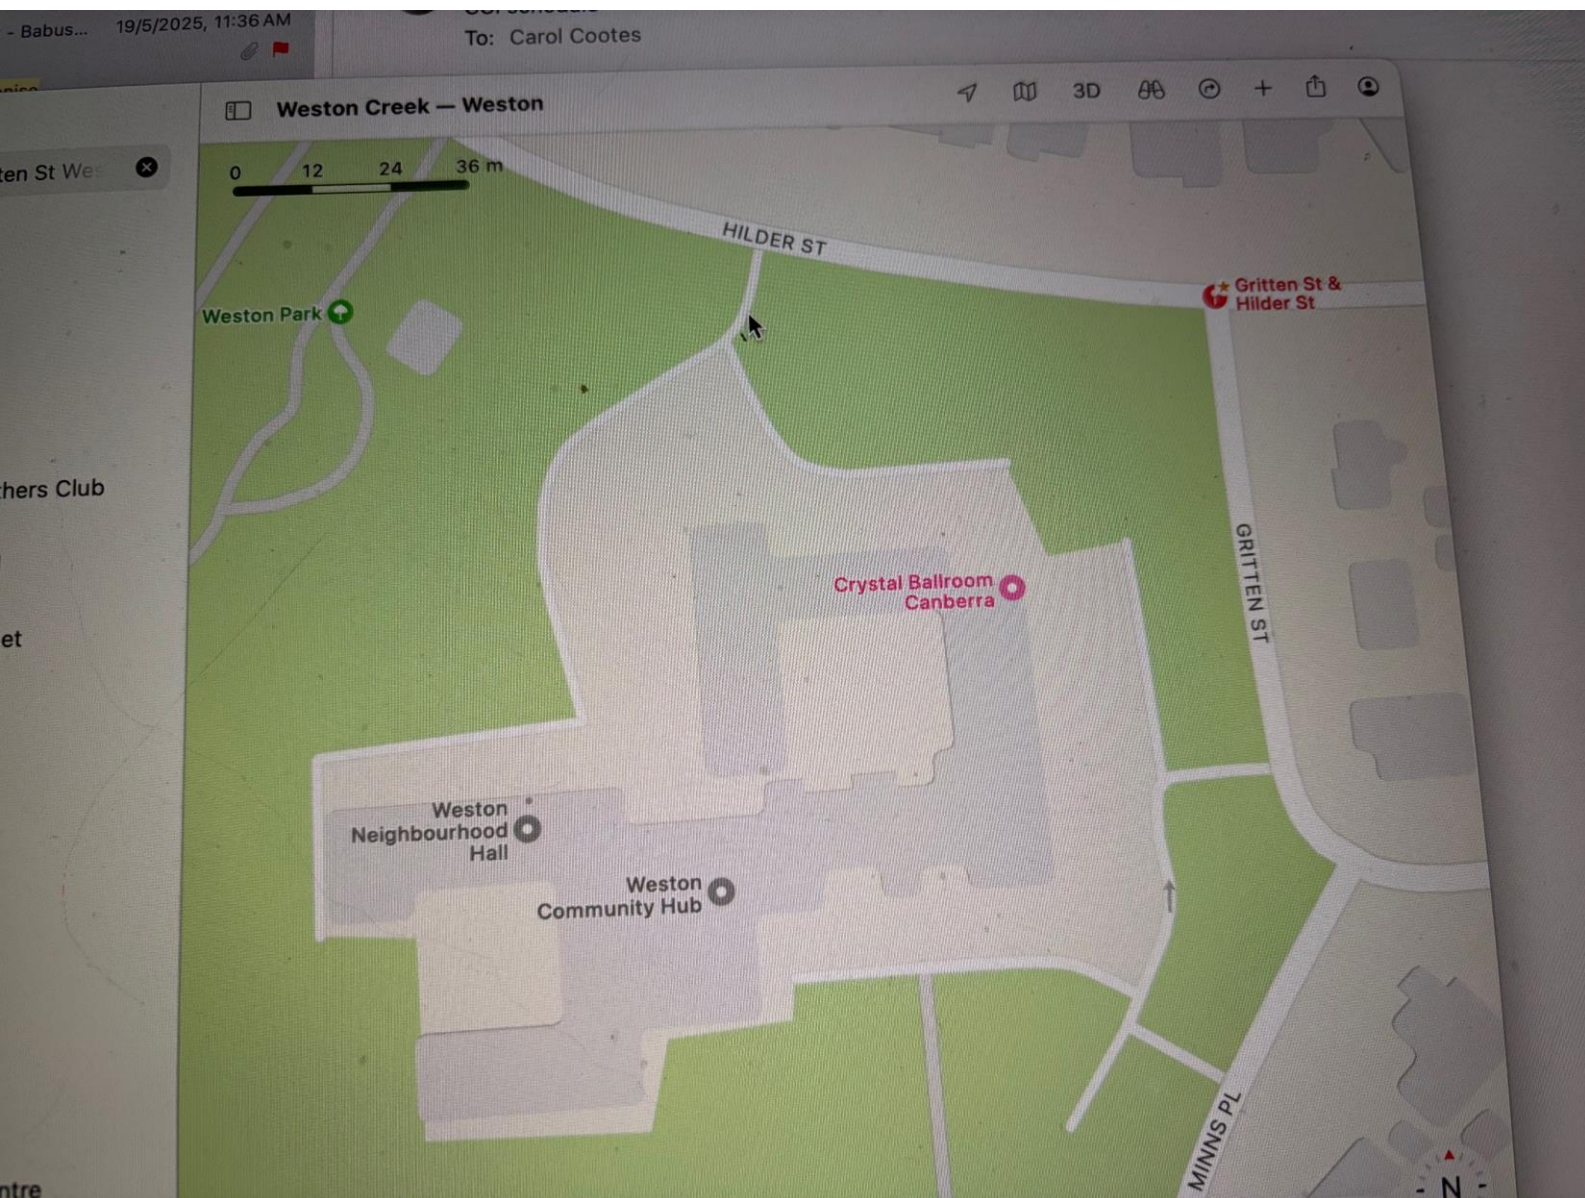 - Babus... 19/5/2025, 11:36 AM
To: Carol Cootes
Weston Creek — Weston
3D
ten St Wes
0 12 24 36 m
HILDER ST
Gritten St &
Hilder St
Weston Park
hers Club
GRITTEN ST
Crystal Ballroom
Canberra
et
Weston
Neighbourhood
Hall
Weston
Community Hub
MINNS PL
ntre
N